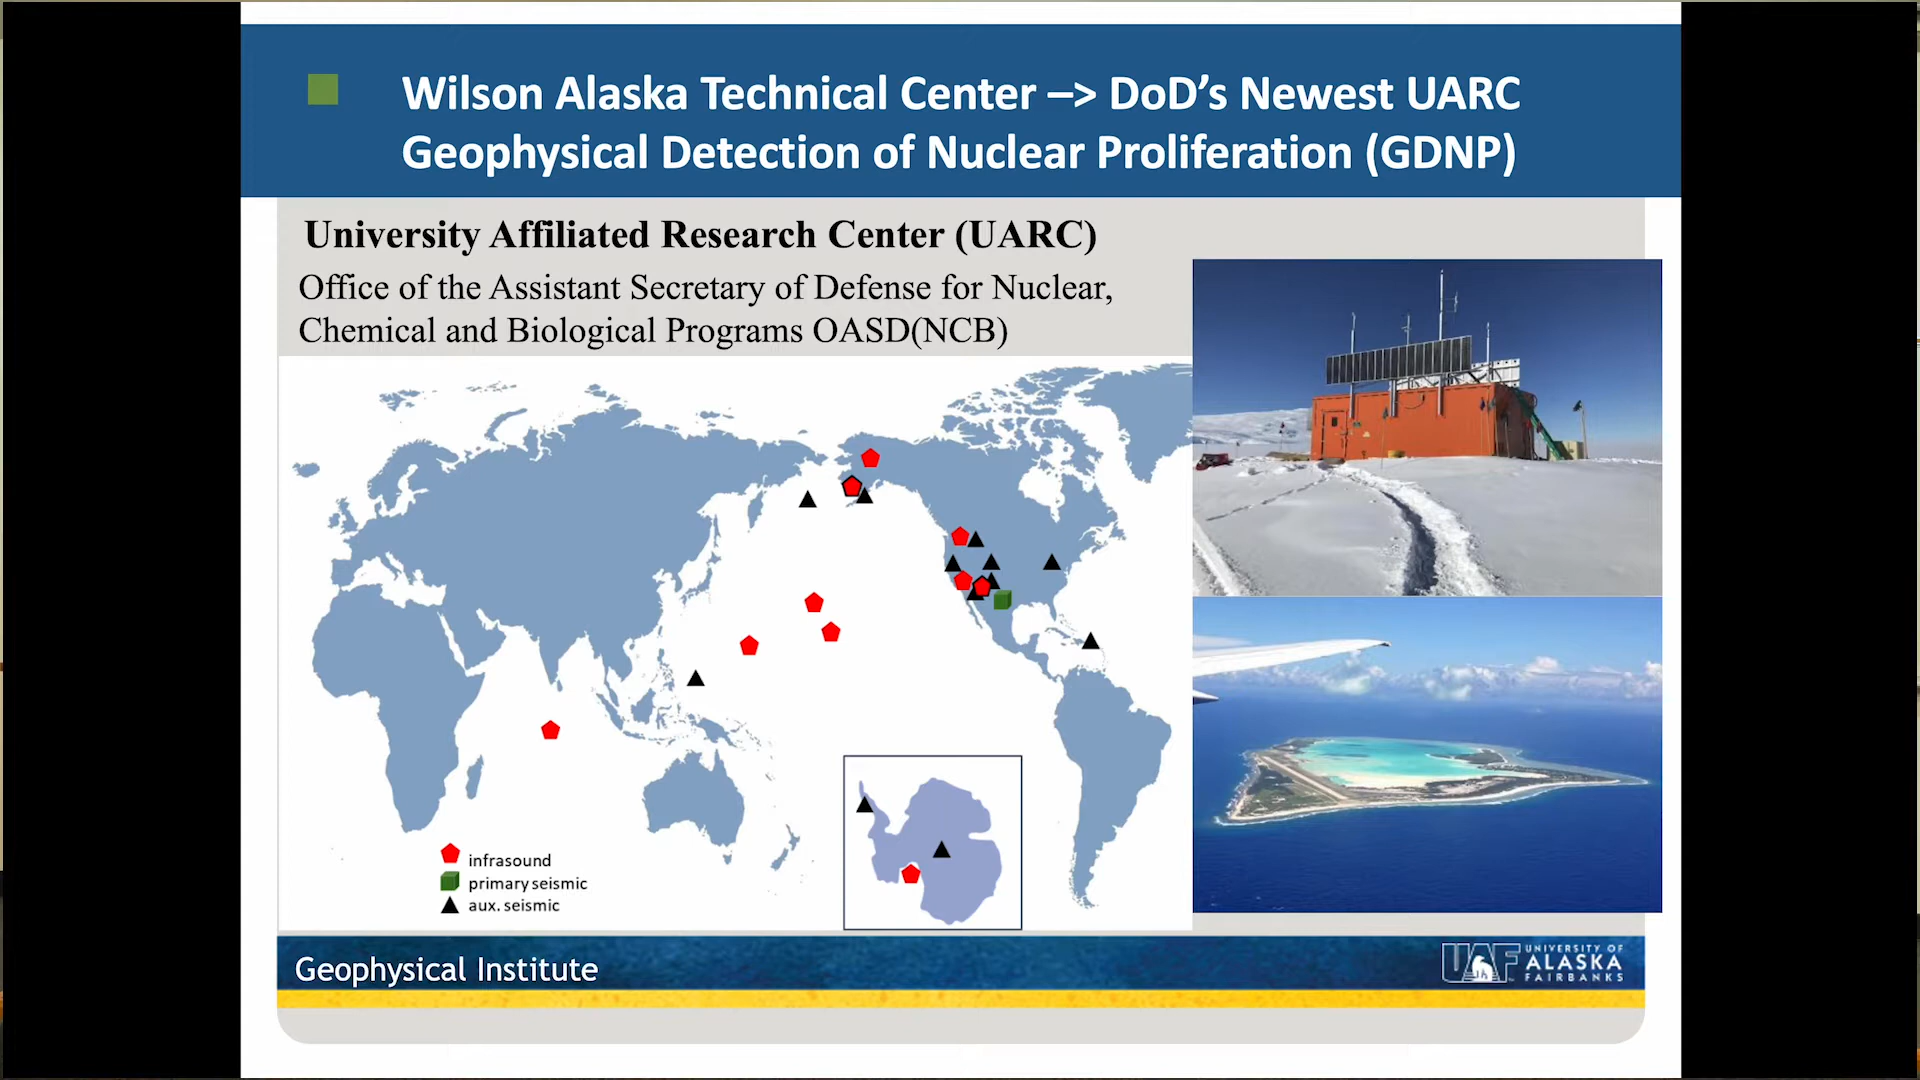 Wilson Alaska Technical Center –> DoD's Newest UARC
Geophysical Detection of Nuclear Proliferation (GDNP)
University Affiliated Research Center (UARC)
Office of the Assistant Secretary of Defense for Nuclear,
Chemical and Biological Programs OASD(NCB)
infrasound
primary seismic
aux. seismic
Geophysical Institute
UAF
UNIVERSITY OF
ALASKA
FAIRBANKS